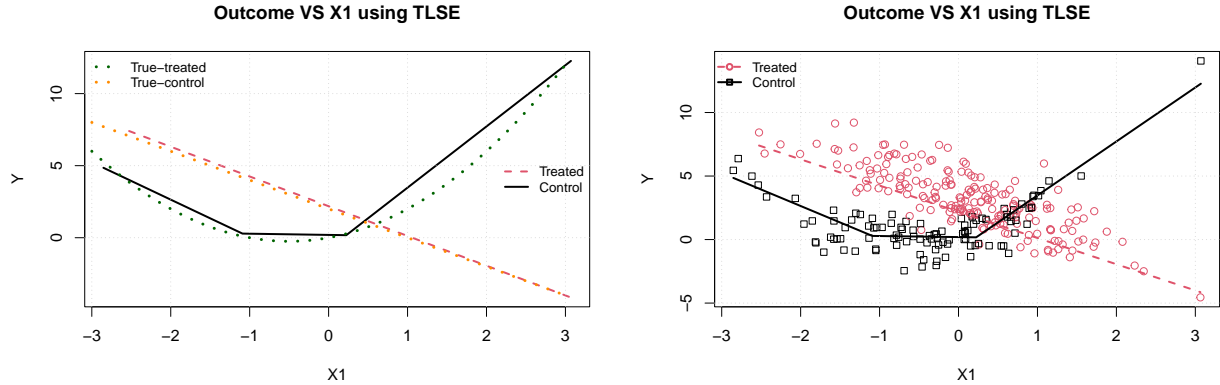 Outcome VS X1 using TLSE
True−treated
True−control
Treated
Control
Y
10
5
0
−3
−2
−1
0
1
2
3
X1
Outcome VS X1 using TLSE
Treated
Control
Y
10
5
0
−5
−3
−2
−1
0
1
2
3
X1